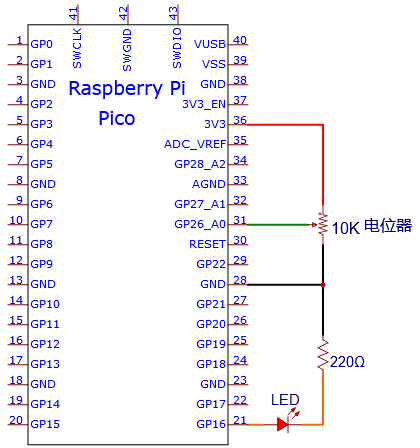 41 42 43
SWCLK SWGND SWDIO
1 GP0 VUSB 40
2 GP1 VSS 39
3 GND GND 38
Raspberry Pi
4 GP2 3V3_EN 37
Pico
5 GP3 3V3 36
6 GP4 ADC_VREF 35
7 GP5 GP28_A2 34
8 GND AGND 33
9 GP6 GP27_A1 32
10 GP7 GP26_A0 31
10K 电位器
11 GP8 RESET 30
12 GP9 GP22 29
13 GND GND 28
14 GP10 GP21 27
15 GP11 GP20 26
16 GP12 GP19 25
17 GP13 GP18 24
220Ω
18 GND GND 23
19 GP14 GP17 22
LED
20 GP15 GP16 21